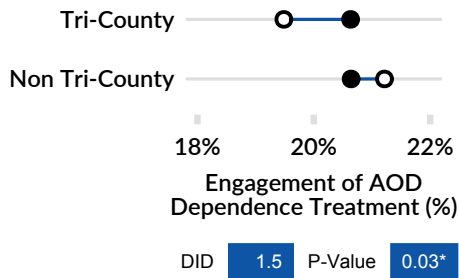 Tri-County
Non Tri-County
18% 20% 22%
Engagement of AOD
Dependence Treatment (%)
DID 1.5 P-Value 0.03*